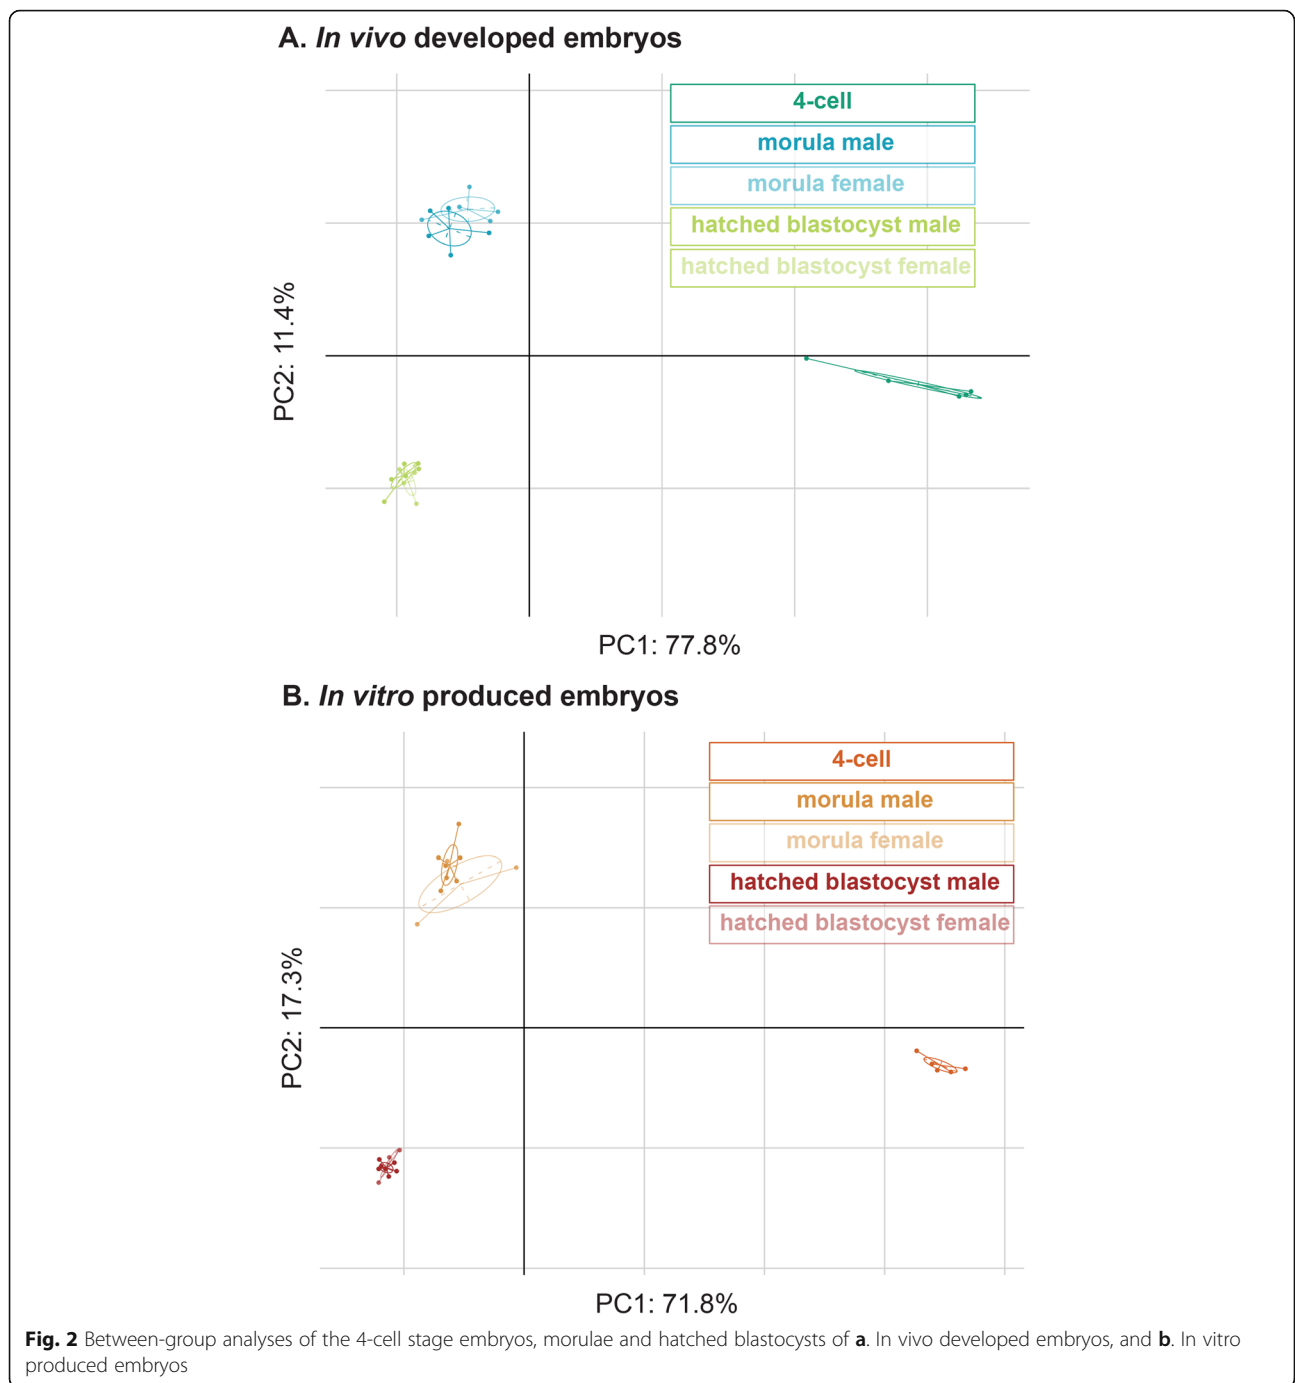 A. In vivo developed embryos
4-cell
morula male
morula female
hatched blastocyst male
hatched blastocyst female
PC2: 11.4%
PC1: 77.8%
B. In vitro produced embryos
4-cell
morula male
morula female
hatched blastocyst male
hatched blastocyst female
PC2: 17.3%
PC1: 71.8%
Fig. 2 Between-group analyses of the 4-cell stage embryos, morulae and hatched blastocysts of a. In vivo developed embryos, and b. In vitro
produced embryos